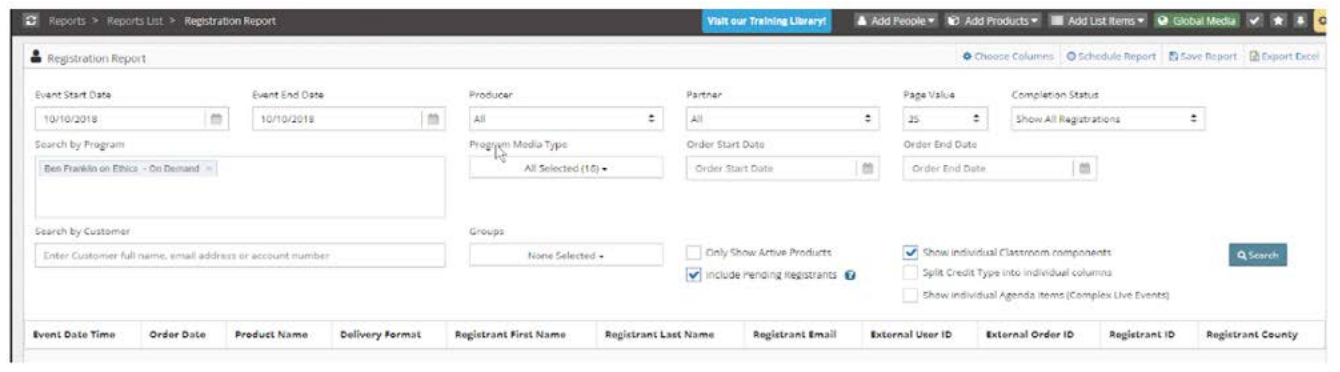 Reports > Reports List > Registration Report Visit our Training Library! Add People Add Products Add List Items Global Media
Registration Report Choose Columns Schedule Report Save Report Export Excel
Event Start Date Event End Date Producer Partner Page Value Completion Status
10/10/2018 10/10/2018 All All 25 Show All Registrations
Search by Program Program Media Type Order Start Date Order End Date
Ben Franklin on Ethics - On Demand × All Selected (16) Order Start Date Order End Date
Search by Customer Groups
Enter Customer full name, email address or account number None Selected Only Show Active Products Show individual Classroom components Search
Include Pending Registrants ? Split Credit Type into individual columns
Show individual Agenda Items (Complex Live Events)
Event Date Time Order Date Product Name Delivery Format Registrant First Name Registrant Last Name Registrant Email External User ID External Order ID Registrant ID Registrant County